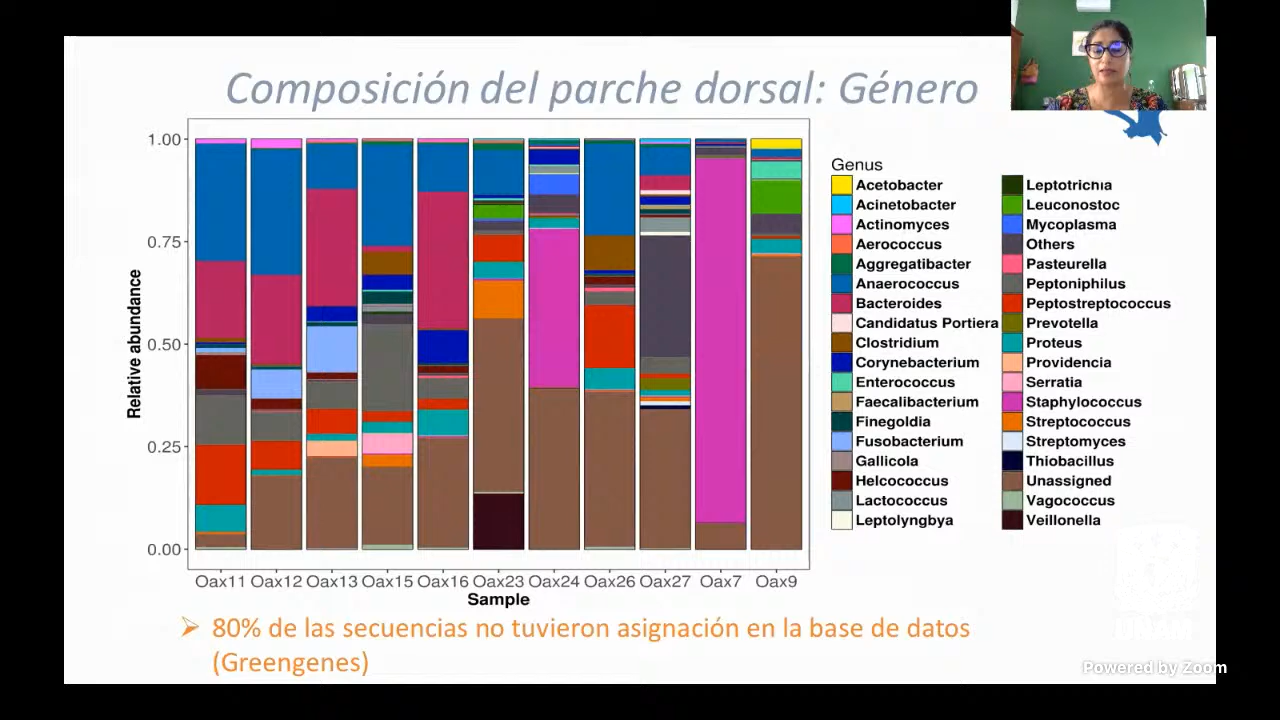 Composición del parche dorsal: Género
1.00
0.75
0.50
0.25
0.00
Relative abundance
Oax11 Oax12 Oax13 Oax15 Oax16 Oax23 Oax24 Oax26 Oax27 Oax7 Oax9
Sample
Genus
Acetobacter
Acinetobacter
Actinomyces
Aerococcus
Aggregatibacter
Anaerococcus
Bacteroides
Candidatus Portiera
Clostridium
Corynebacterium
Enterococcus
Faecalibacterium
Finegoldia
Fusobacterium
Gallicola
Helcococcus
Lactococcus
Leptolyngbya
Leptotrichia
Leuconostoc
Mycoplasma
Others
Pasteurella
Peptoniphilus
Peptostreptococcus
Prevotella
Proteus
Providencia
Serratia
Staphylococcus
Streptococcus
Streptomyces
Thiobacillus
Unassigned
Vagococcus
Veillonella
80% de las secuencias no tuvieron asignación en la base de datos
(Greengenes)
UNAM
Powered by Zoom